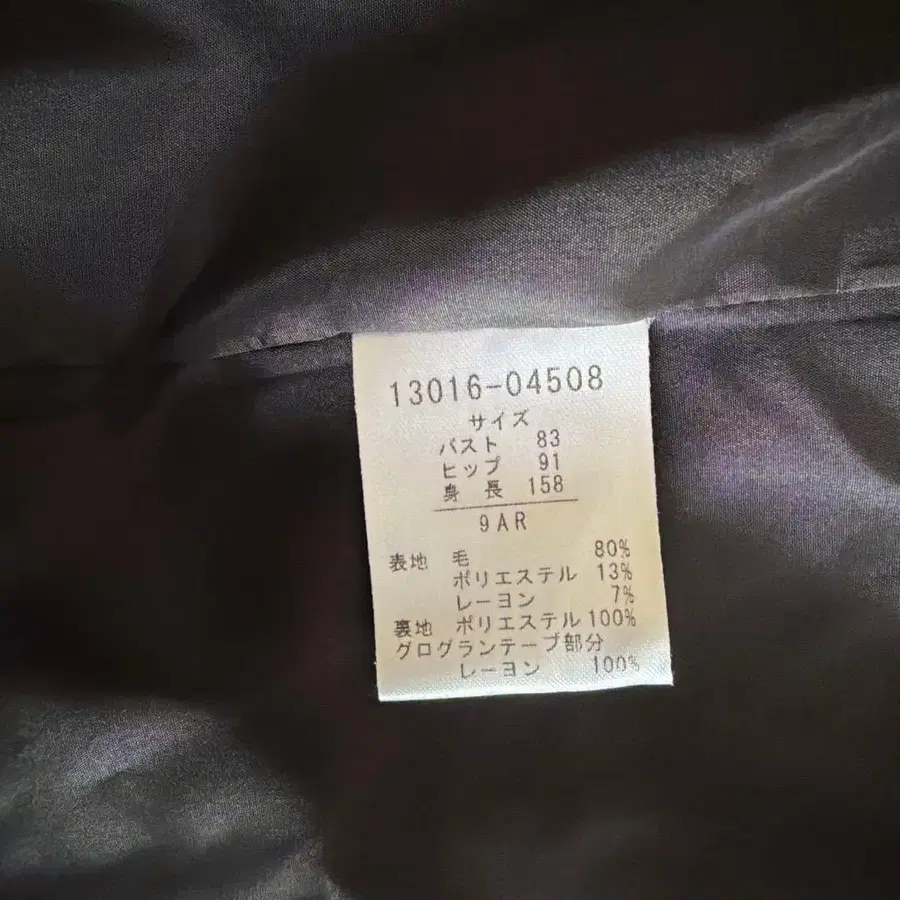 13016-04508
サイズ
バスト 83
ヒップ 91
身長 158
9AR
表地 毛 80%
ポリエステル 13%
レーヨン 7%
裏地 ポリエステル 100%
グログランテープ部分
レーヨン 100%